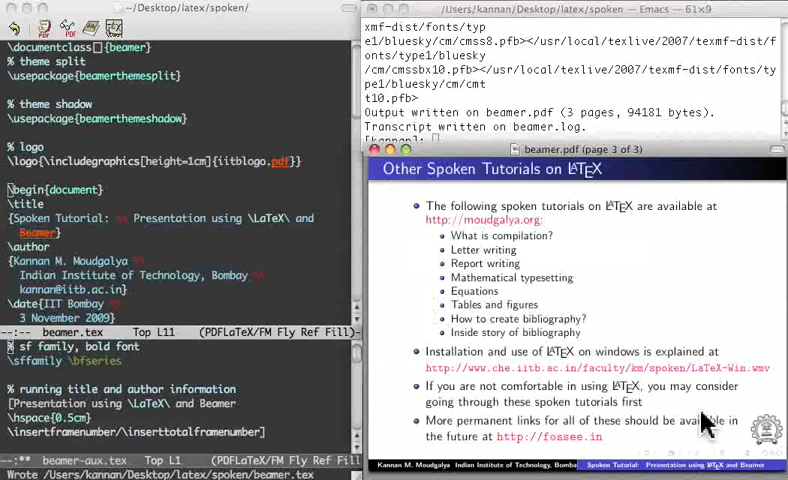 ~/Desktop/latex/spoken/
\documentclass[]{beamer}
% theme split
\usepackage{beamerthemesplit}
% theme shadow
\usepackage{beamerthemeshadow}
% logo
\logo{\includegraphics[height=1cm]{iitblogo.pdf}}
\begin{document}
\title
{Spoken Tutorial: \\ Presentation using \LaTeX\ and
Beamer}
\author
{Kannan M. Moudgalya \\
Indian Institute of Technology, Bombay \\
kannan@iitb.ac.in}
\date{IIT Bombay \\
3 November 2009}
--:-- beamer.tex Top L11 (PDFLaTeX/FM Fly Ref Fill)
% sf family, bold font
\sffamily \bfseries
% running title and author information
[Presentation using \LaTeX\ and Beamer
\hspace{0.5cm}
\insertframenumber/\inserttotalframenumber]
--:** beamer-aux.tex Top L1 (PDFLaTeX/FM Fly Ref Fill)
Wrote /Users/kannan/Desktop/latex/spoken/beamer.tex
/Users/kannan/Desktop/latex/spoken — Emacs — 61×9
xmf-dist/fonts/typ
e1/bluesky/cm/cmss8.pfb></usr/local/texlive/2007/texmf-dist/f
onts/type1/bluesky
/cm/cmssbx10.pfb></usr/local/texlive/2007/texmf-dist/fonts/ty
pe1/bluesky/cm/cmt
t10.pfb>
Output written on beamer.pdf (3 pages, 94181 bytes).
Transcript written on beamer.log.
beamer.pdf (page 3 of 3)
Other Spoken Tutorials on LATEX
The following spoken tutorials on LATEX are available at
http://moudgalya.org:
What is compilation?
Letter writing
Report writing
Mathematical typesetting
Equations
Tables and figures
How to create bibliography?
Inside story of bibliography
Installation and use of LATEX on windows is explained at
http://www.che.iitb.ac.in/faculty/km/spoken/LaTeX-Win.wmv
If you are not comfortable in using LATEX, you may consider
going through these spoken tutorials first
More permanent links for all of these should be available in
the future at http://fossee.in
Kannan M. Moudgalya Indian Institute of Technology, Bomba Spoken Tutorial: Presentation using LATEX and Beamer